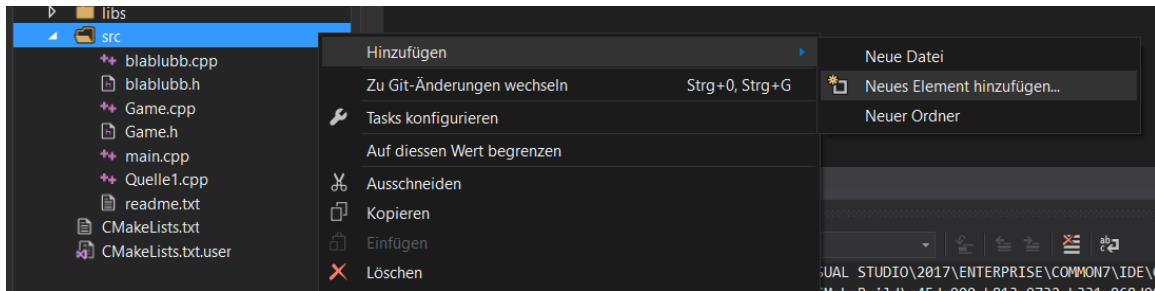 libs
src
blablubb.cpp
blablubb.h
Game.cpp
Game.h
main.cpp
Quelle1.cpp
readme.txt
CMakeLists.txt
CMakeLists.txt.user
Hinzufügen
Zu Git-Änderungen wechseln Strg+0, Strg+G
Tasks konfigurieren
Auf diessen Wert begrenzen
Ausschneiden
Kopieren
Einfügen
Löschen
Neue Datei
Neues Element hinzufügen...
Neuer Ordner
UAL STUDIO\2017\ENTERPRISE\COMMON7\IDE\